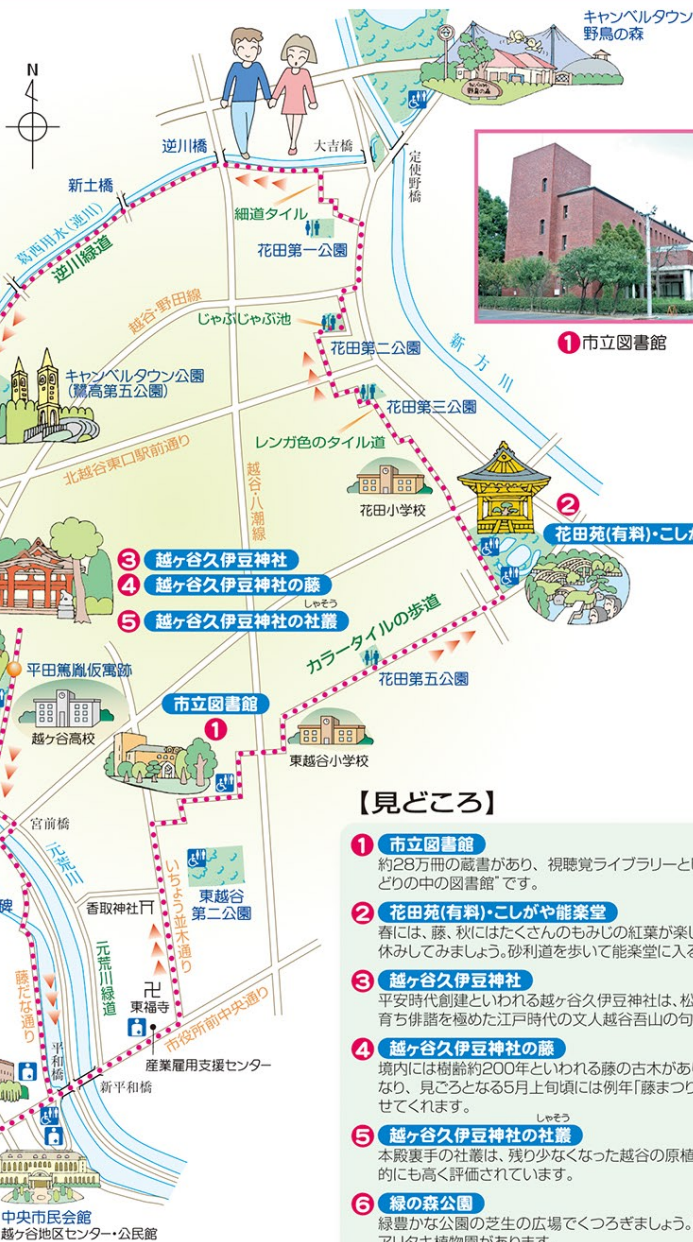 キャンベルタウン
野鳥の森
N
逆川橋
大吉橋
定使野橋
新土橋
細道タイル
花田第一公園
葛西用水(逆川)
逆川緑道
越谷・野田線
じゃぶじゃぶ池
花田第二公園
新方川
① 市立図書館
キャンベルタウン公園
(鷺高第五公園)
花田第三公園
レンガ色のタイル道
北越谷東口駅前通り
越谷・八潮線
花田小学校
②
花田苑(有料)・こしが
③ 越ヶ谷久伊豆神社
④ 越ヶ谷久伊豆神社の藤
しゃそう
⑤ 越ヶ谷久伊豆神社の社叢
カラータイルの歩道
花田第五公園
平田篤胤仮寓跡
越ヶ谷高校
市立図書館
①
東越谷小学校
宮前橋
元荒川
碑
香取神社
いちょう並木通り
東越谷
第二公園
元荒川緑道
藤だな通り
卍
東福寺
市役所前中央通り
産業雇用支援センター
平和橋
新平和橋
中央市民会館
越ヶ谷地区センター・公民館
【見どころ】
① 市立図書館
約28万冊の蔵書があり、視聴覚ライブラリーと
どりの中の図書館”です。
② 花田苑(有料)・こしがや能楽堂
春には、藤、秋にはたくさんのもみじの紅葉が楽し
休みしてみましょう。砂利道を歩いて能楽堂に入る
③ 越ヶ谷久伊豆神社
平安時代創建といわれる越ヶ谷久伊豆神社は、松
育ち俳諧を極めた江戸時代の文人越谷吾山の句
④ 越ヶ谷久伊豆神社の藤
境内には樹齢約200年といわれる藤の古木があ
なり、見ごろとなる5月上旬頃には例年「藤まつり
せてくれます。
しゃそう
⑤ 越ヶ谷久伊豆神社の社叢
本殿裏手の社叢は、残り少なくなった越谷の原植
的にも高く評価されています。
⑥ 緑の森公園
緑豊かな公園の芝生の広場でくつろぎましょう。
アリタキ植物園があります。